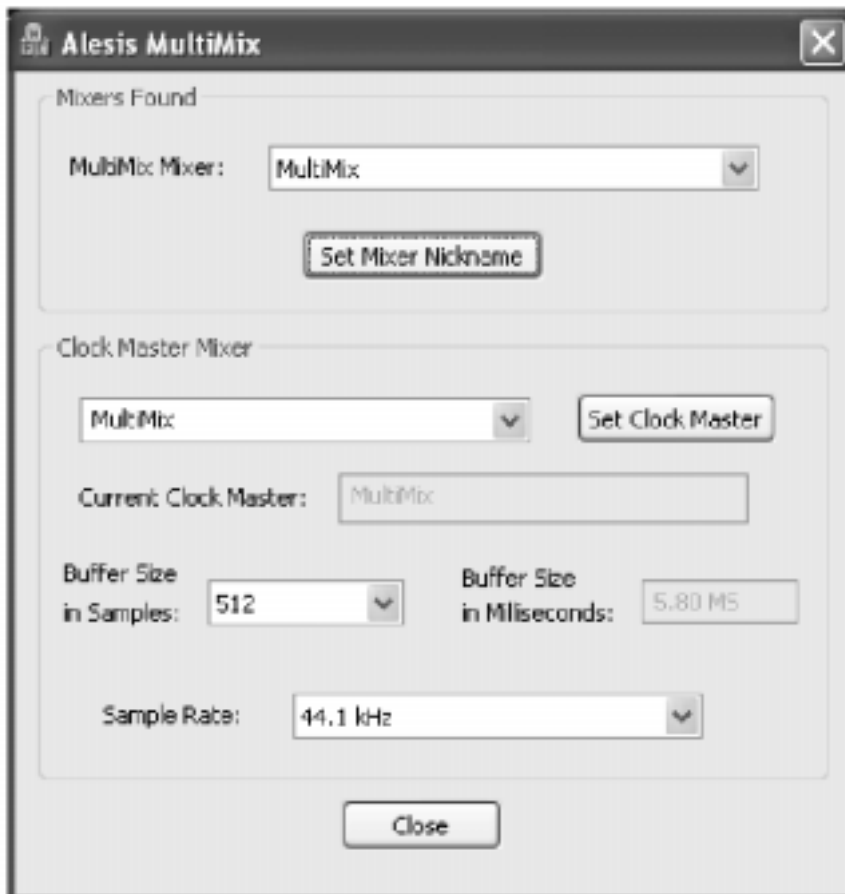 Alesis MultiMix
Mixers Found
MultiMix Mixer: MultiMix
Set Mixer Nickname
Clock Master Mixer
MultiMix Set Clock Master
Current Clock Master: MultiMix
Buffer Size
in Samples: 512
Buffer Size
in Milliseconds: 5.80 MS
Sample Rate: 44.1 kHz
Close